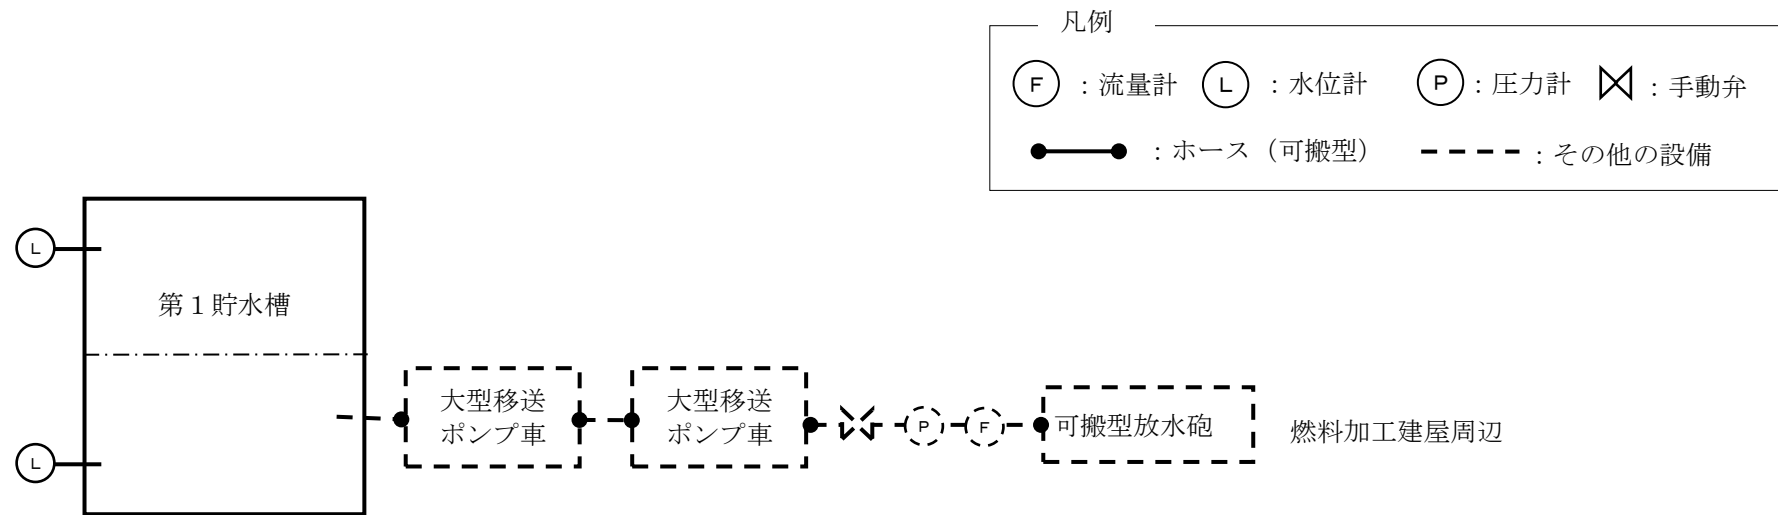 凡例
F ：流量計 L ：水位計 P ：圧力計 ：手動弁
：ホース（可搬型） ：その他の設備
L
第１貯水槽
大型移送
ポンプ車
大型移送
ポンプ車
P
F
可搬型放水砲
燃料加工建屋周辺
L